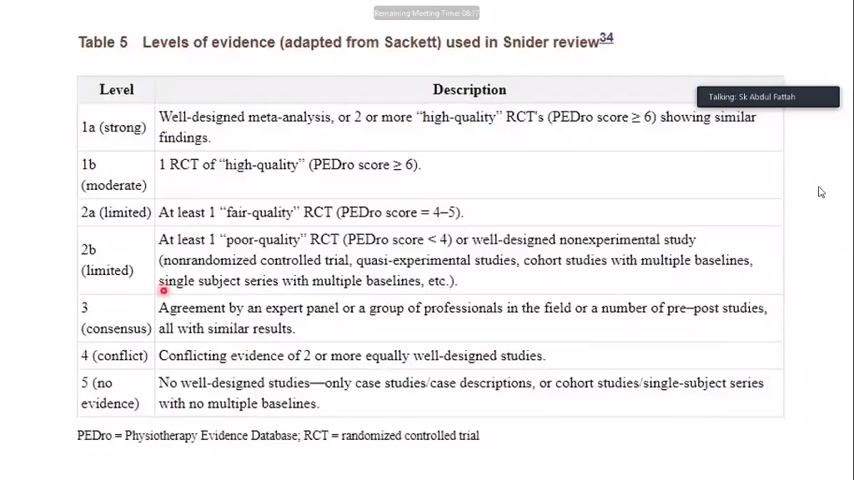 Remaining Meeting Time: 08:17
Table 5 Levels of evidence (adapted from Sackett) used in Snider review34
Level Description
Talking: Sk Abdul Fattah
1a (strong) Well-designed meta-analysis, or 2 or more “high-quality” RCT's (PEDro score ≥ 6) showing similar
findings.
1b
(moderate)
1 RCT of “high-quality” (PEDro score ≥ 6).
2a (limited) At least 1 “fair-quality” RCT (PEDro score = 4–5).
2b
(limited)
At least 1 “poor-quality” RCT (PEDro score < 4) or well-designed nonexperimental study
(nonrandomized controlled trial, quasi-experimental studies, cohort studies with multiple baselines,
single subject series with multiple baselines, etc.).
3
(consensus)
Agreement by an expert panel or a group of professionals in the field or a number of pre–post studies,
all with similar results.
4 (conflict) Conflicting evidence of 2 or more equally well-designed studies.
5 (no
evidence)
No well-designed studies—only case studies/case descriptions, or cohort studies/single-subject series
with no multiple baselines.
PEDro = Physiotherapy Evidence Database; RCT = randomized controlled trial